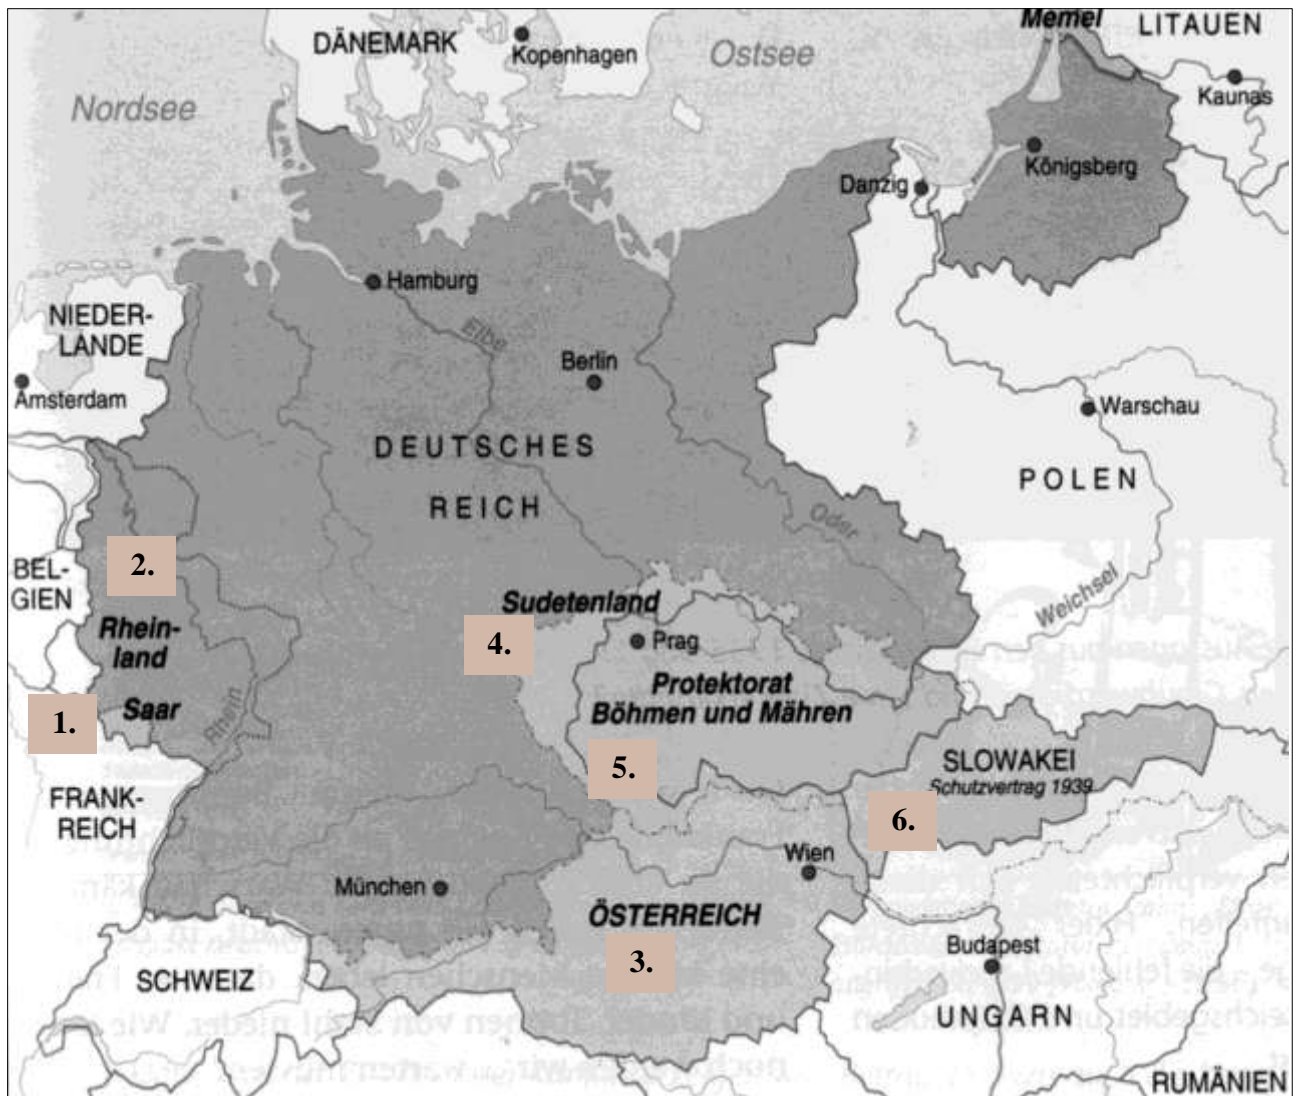 Memel
LITAUEN
DÄNEMARK
Kopenhagen
Ostsee
Kaunas
Nordsee
Königsberg
Danzig
Hamburg
NIEDER-
LANDE
Elbe
Berlin
Amsterdam
Warschau
DEUTSCHES
REICH
POLEN
Oder
2.
BEL-
GIEN
Weichsel
Sudetenland
Rhein-
land
4.
Prag
Protektorat
Böhmen und Mähren
Saar
Rhein
1.
5.
SLOWAKEI
Schutzvertrag 1939
FRANK-
REICH
6.
Wien
München
ÖSTERREICH
3.
Budapest
SCHWEIZ
UNGARN
RUMÄNIEN